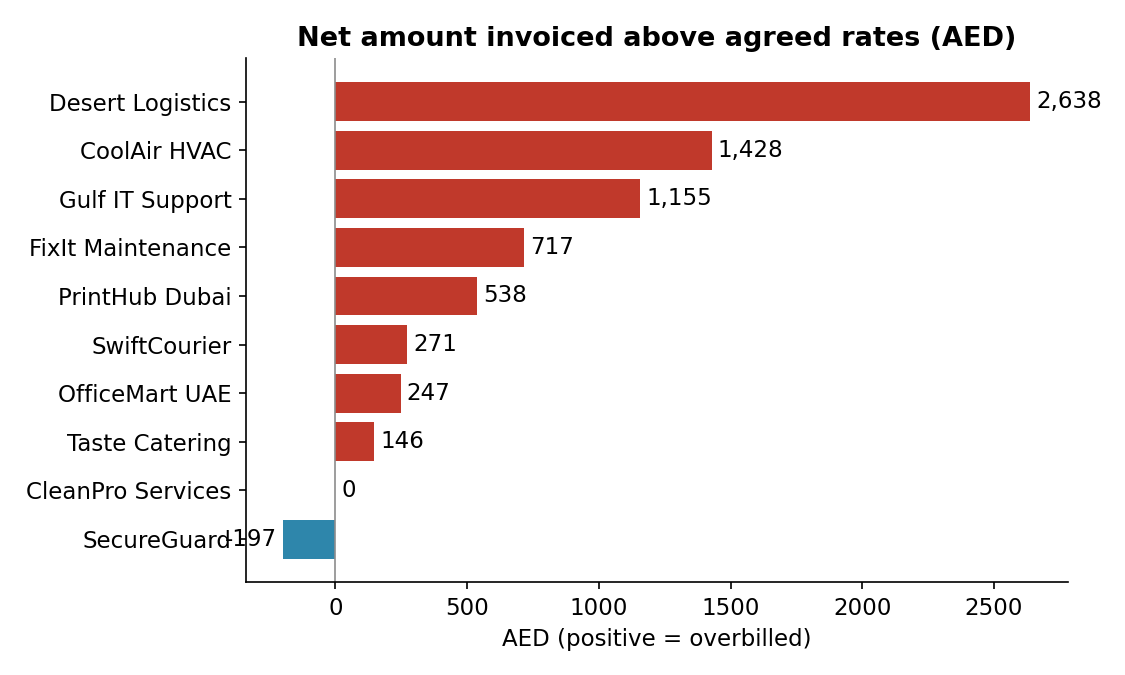 Net amount invoiced above agreed rates (AED)
Desert Logistics 2,638
CoolAir HVAC 1,428
Gulf IT Support 1,155
FixIt Maintenance 717
PrintHub Dubai 538
SwiftCourier 271
OfficeMart UAE 247
Taste Catering 146
CleanPro Services 0
SecureGuard -197
0 500 1000 1500 2000 2500
AED (positive = overbilled)